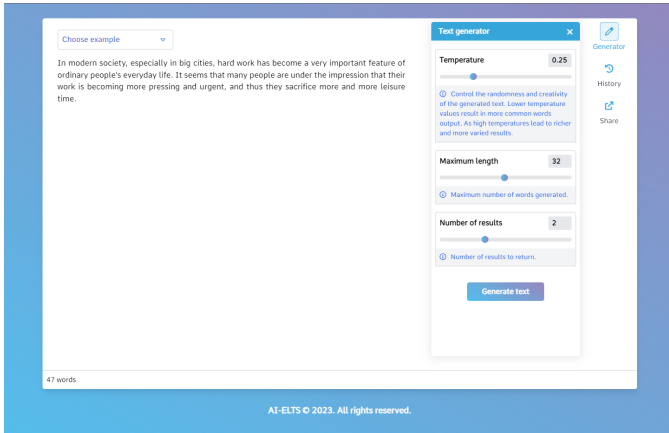 Choose example
In modern society, especially in big cities, hard work has become a very important feature of
ordinary people's everyday life. It seems that many people are under the impression that their
work is becoming more pressing and urgent, and thus they sacrifice more and more leisure
time.
47 words
Text generator
Temperature 0.25
Control the randomness and creativity
of the generated text. Lower temperature
values result in more common words
output. As high temperatures lead to richer
and more varied results.
Maximum length 32
Maximum number of words generated.
Number of results 2
Number of results to return.
Generate text
Generator
History
Share
AI-ELTS © 2023. All rights reserved.